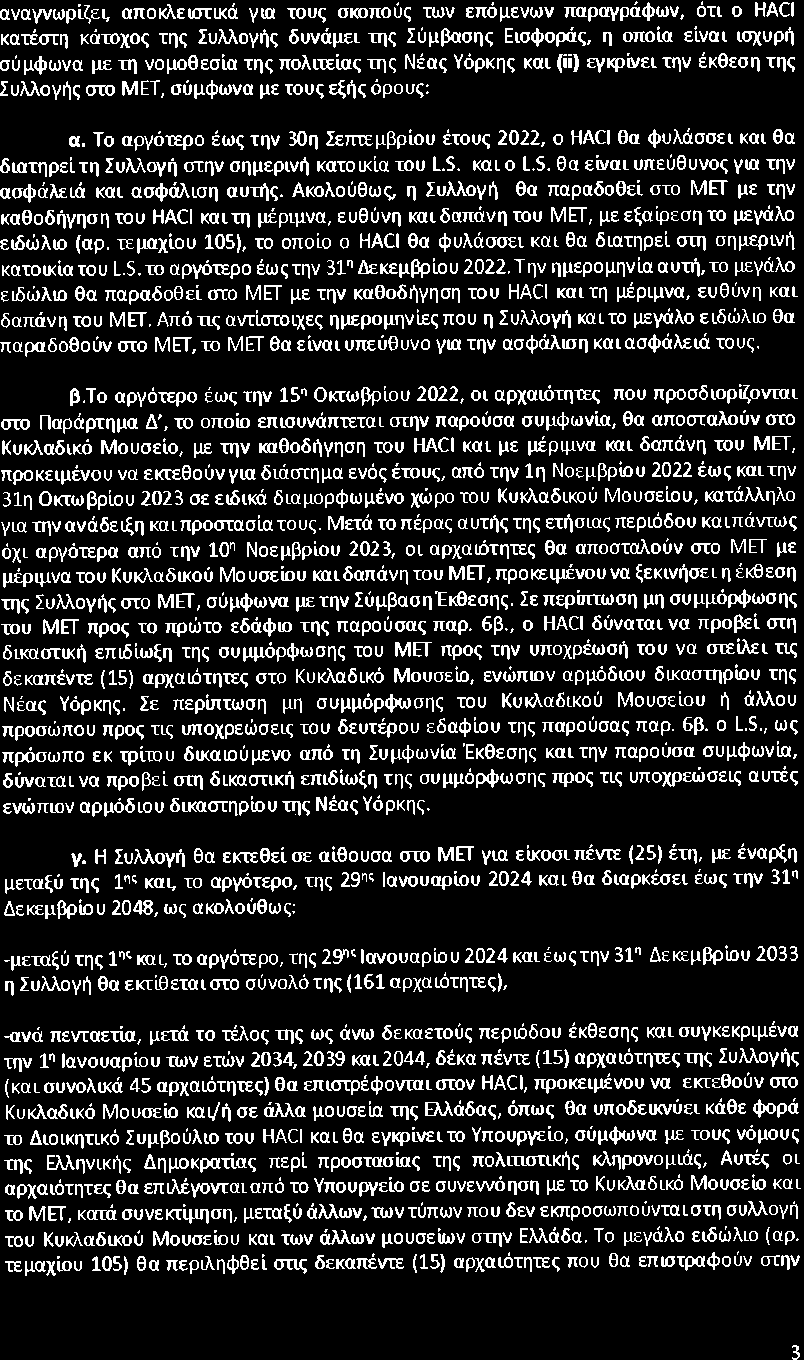 αναγνωρίζει, αποκλειστικά για τους σκοπούς των επόμενων παραγράφων, ότι ο HACI
κατέστη κάτοχος της Συλλογής δυνάμει της Σύμβασης Εισφοράς, η οποία είναι ισχυρή
σύμφωνα με τη νομοθεσία της πολιτείας της Νέας Υόρκης και (ii) εγκρίνει την έκθεση της
Συλλογής στο ΜΕΤ, σύμφωνα με τους εξής όρους:
α. Το αργότερο έως την 30η Σεπτεμβρίου έτους 2022, ο HACI θα φυλάσσει και θα
διατηρεί τη Συλλογή στην σημερινή κατοικία του L.S. και ο L.S. θα είναι υπεύθυνος για την
ασφάλειά και ασφάλιση αυτής. Ακολούθως, η Συλλογή θα παραδοθεί στο ΜΕΤ με την
καθοδήγηση του HACI και τη μέριμνα, ευθύνη και δαπάνη του ΜΕΤ, με εξαίρεση το μεγάλο
ειδώλιο (αρ. τεμαχίου 105), το οποίο ο HACI θα φυλάσσει και θα διατηρεί στη σημερινή
κατοικία του L.S. το αργότερο έως την 31η Δεκεμβρίου 2022. Την ημερομηνία αυτή, το μεγάλο
ειδώλιο θα παραδοθεί στο ΜΕΤ με την καθοδήγηση του HACI και τη μέριμνα, ευθύνη και
δαπάνη του ΜΕΤ. Από τις αντίστοιχες ημερομηνίες που η Συλλογή και το μεγάλο ειδώλιο θα
παραδοθούν στο ΜΕΤ, το ΜΕΤ θα είναι υπεύθυνο για την ασφάλιση και ασφάλειά τους.
β.Το αργότερο έως την 15η Οκτωβρίου 2022, οι αρχαιότητες που προσδιορίζονται
στο Παράρτημα Δ', το οποίο επισυνάπτεται στην παρούσα συμφωνία, θα αποσταλούν στο
Κυκλαδικό Μουσείο, με την καθοδήγηση του HACI και με μέριμνα και δαπάνη του ΜΕΤ,
προκειμένου να εκτεθούν για διάστημα ενός έτους, από την 1η Νοεμβρίου 2022 έως και την
31η Οκτωβρίου 2023 σε ειδικά διαμορφωμένο χώρο του Κυκλαδικού Μουσείου, κατάλληλο
για την ανάδειξη και προστασία τους. Μετά το πέρας αυτής της ετήσιας περιόδου και πάντως
όχι αργότερα από την 10η Νοεμβρίου 2023, οι αρχαιότητες θα αποσταλούν στο ΜΕΤ με
μέριμνα του Κυκλαδικού Μουσείου και δαπάνη του ΜΕΤ, προκειμένου να ξεκινήσει η έκθεση
της Συλλογής στο ΜΕΤ, σύμφωνα με την Σύμβαση Έκθεσης. Σε περίπτωση μη συμμόρφωσης
του ΜΕΤ προς το πρώτο εδάφιο της παρούσας παρ. 6β., ο HACI δύναται να προβεί στη
δικαστική επιδίωξη της συμμόρφωσης του ΜΕΤ προς την υποχρέωσή του να στείλει τις
δεκαπέντε (15) αρχαιότητες στο Κυκλαδικό Μουσείο, ενώπιον αρμόδιου δικαστηρίου της
Νέας Υόρκης. Σε περίπτωση μη συμμόρφωσης του Κυκλαδικού Μουσείου ή άλλου
προσώπου προς τις υποχρεώσεις του δευτέρου εδαφίου της παρούσας παρ. 6β. ο L.S., ως
πρόσωπο εκ τρίτου δικαιούμενο από τη Συμφωνία Έκθεσης και την παρούσα συμφωνία,
δύναται να προβεί στη δικαστική επιδίωξη της συμμόρφωσης προς τις υποχρεώσεις αυτές
ενώπιον αρμόδιου δικαστηρίου της Νέας Υόρκης.
γ. Η Συλλογή θα εκτεθεί σε αίθουσα στο ΜΕΤ για είκοσι πέντε (25) έτη, με έναρξη
μεταξύ της 1ης και, το αργότερο, της 29ης Ιανουαρίου 2024 και θα διαρκέσει έως την 31η
Δεκεμβρίου 2048, ως ακολούθως:
-μεταξύ της 1ης και, το αργότερο, της 29ης Ιανουαρίου 2024 και έως την 31η Δεκεμβρίου 2033
η Συλλογή θα εκτίθεται στο σύνολό της (161 αρχαιότητες),
-ανά πενταετία, μετά το τέλος της ως άνω δεκαετούς περιόδου έκθεσης και συγκεκριμένα
την 1η Ιανουαρίου των ετών 2034, 2039 και 2044, δέκα πέντε (15) αρχαιότητες της Συλλογής
(και συνολικά 45 αρχαιότητες) θα επιστρέφονται στον HACI, προκειμένου να εκτεθούν στο
Κυκλαδικό Μουσείο και/ή σε άλλα μουσεία της Ελλάδας, όπως θα υποδεικνύει κάθε φορά
το Διοικητικό Συμβούλιο του HACI και θα εγκρίνει το Υπουργείο, σύμφωνα με τους νόμους
της Ελληνικής Δημοκρατίας περί προστασίας της πολιτιστικής κληρονομιάς, Αυτές οι
αρχαιότητες θα επιλέγονται από το Υπουργείο σε συνεννόηση με το Κυκλαδικό Μουσείο και
το ΜΕΤ, κατά συνεκτίμηση, μεταξύ άλλων, των τύπων που δεν εκπροσωπούνται στη συλλογή
του Κυκλαδικού Μουσείου και των άλλων μουσείων στην Ελλάδα. Το μεγάλο ειδώλιο (αρ.
τεμαχίου 105) θα περιληφθεί στις δεκαπέντε (15) αρχαιότητες που θα επιστραφούν στην
3